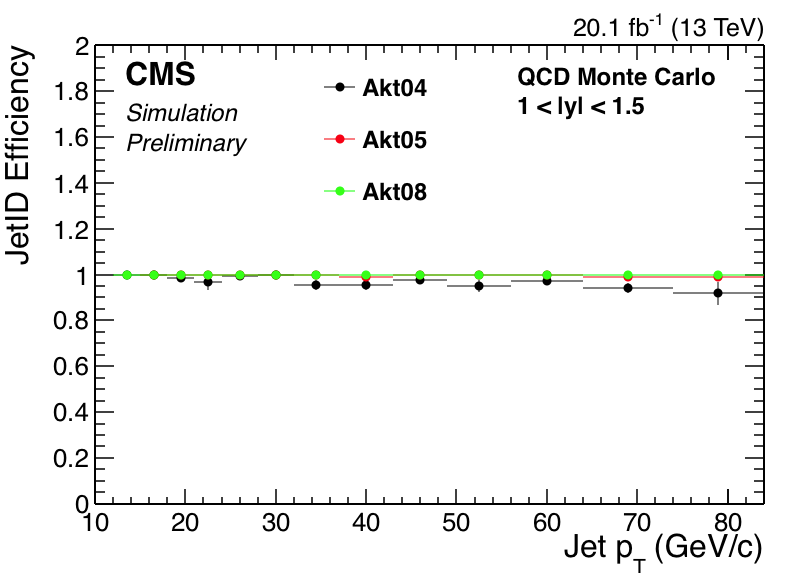 20.1 fb⁻¹ (13 TeV)
CMS
Simulation
Preliminary
Akt04
Akt05
Akt08
QCD Monte Carlo
1 < |y| < 1.5
JetID Efficiency
2
1.8
1.6
1.4
1.2
1
0.8
0.6
0.4
0.2
0
10 20 30 40 50 60 70 80
Jet p_T (GeV/c)